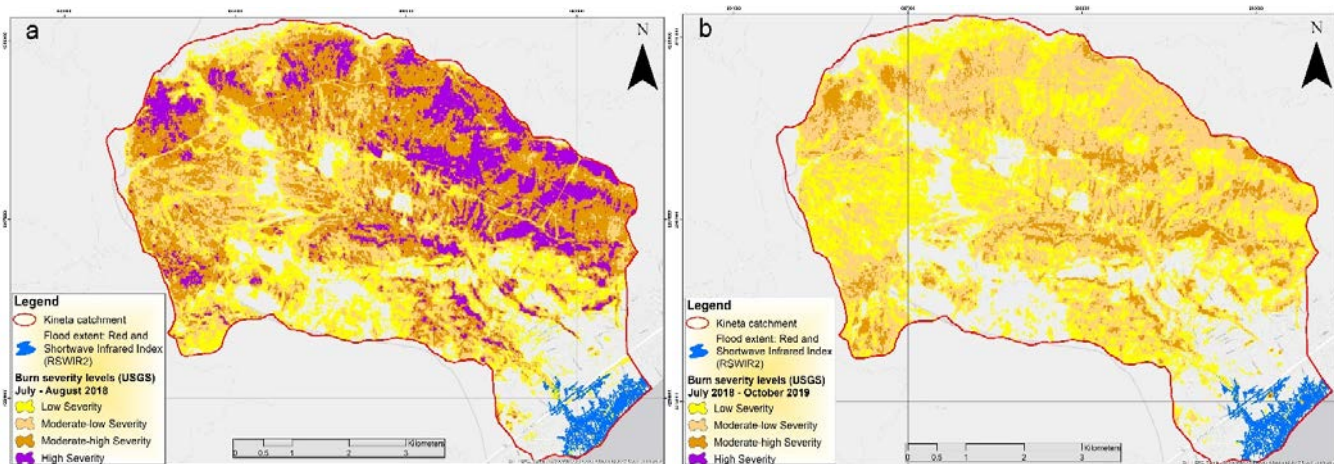 a
N
Legend
Kineta catchment
Flood extent: Red and
Shortwave Infrared Index
(RSWIR2)
Burn severity levels (USGS)
July - August 2018
Low Severity
Moderate-low Severity
Moderate-high Severity
High Severity
Kilometers
0 0.5 1 2 3
b
N
Legend
Kineta catchment
Flood extent: Red and
Shortwave Infrared Index
(RSWIR2)
Burn severity levels (USGS)
July 2018 - October 2019
Low Severity
Moderate-low Severity
Moderate-high Severity
High Severity
Kilometers
0 0.5 1 2 3